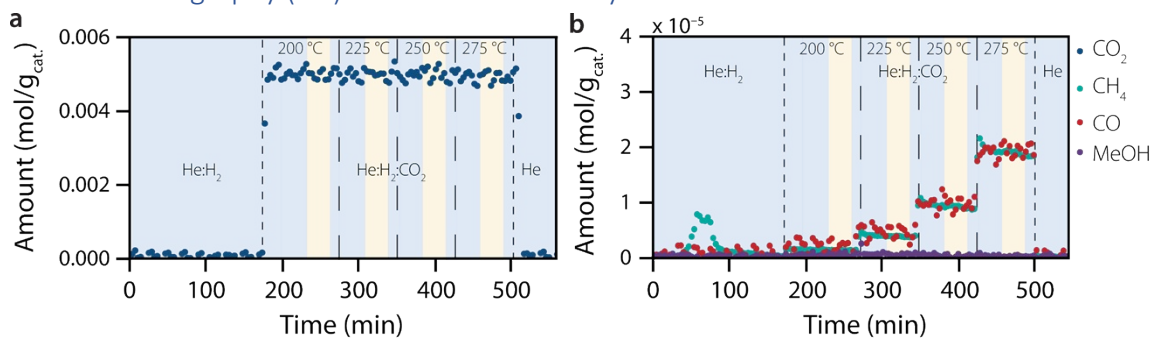 a
0.006
0.004
0.002
0.000
Amount (mol/gcat.)
200 °C 225 °C 250 °C 275 °C
He:H2
He:H2:CO2
He
0 100 200 300 400 500
Time (min)
b
x 10⁻⁵
4
3
2
1
0
Amount (mol/gcat.)
200 °C 225 °C 250 °C 275 °C
He:H2
He:H2:CO2
He
0 100 200 300 400 500
Time (min)
CO2
CH4
CO
MeOH